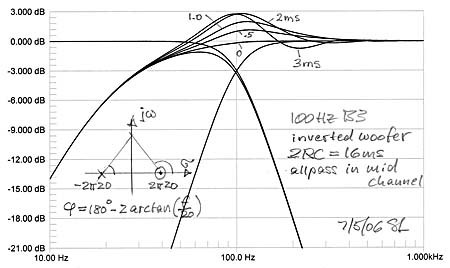 3.000 dB
0.000 dB
-3.000 dB
-6.000 dB
-9.000 dB
-12.00 dB
-15.00 dB
-18.00 dB
-21.00 dB
10.00 Hz
100.0 Hz
1.000 kHz
1.0
2ms
.5
0
3ms
jω
σ
-2π20
2π20
φ=180°-2arctan(f/20)
100Hz B3
inverted woofer
2RC = 16ms
allpass in mid
channel
7/5/06 SL